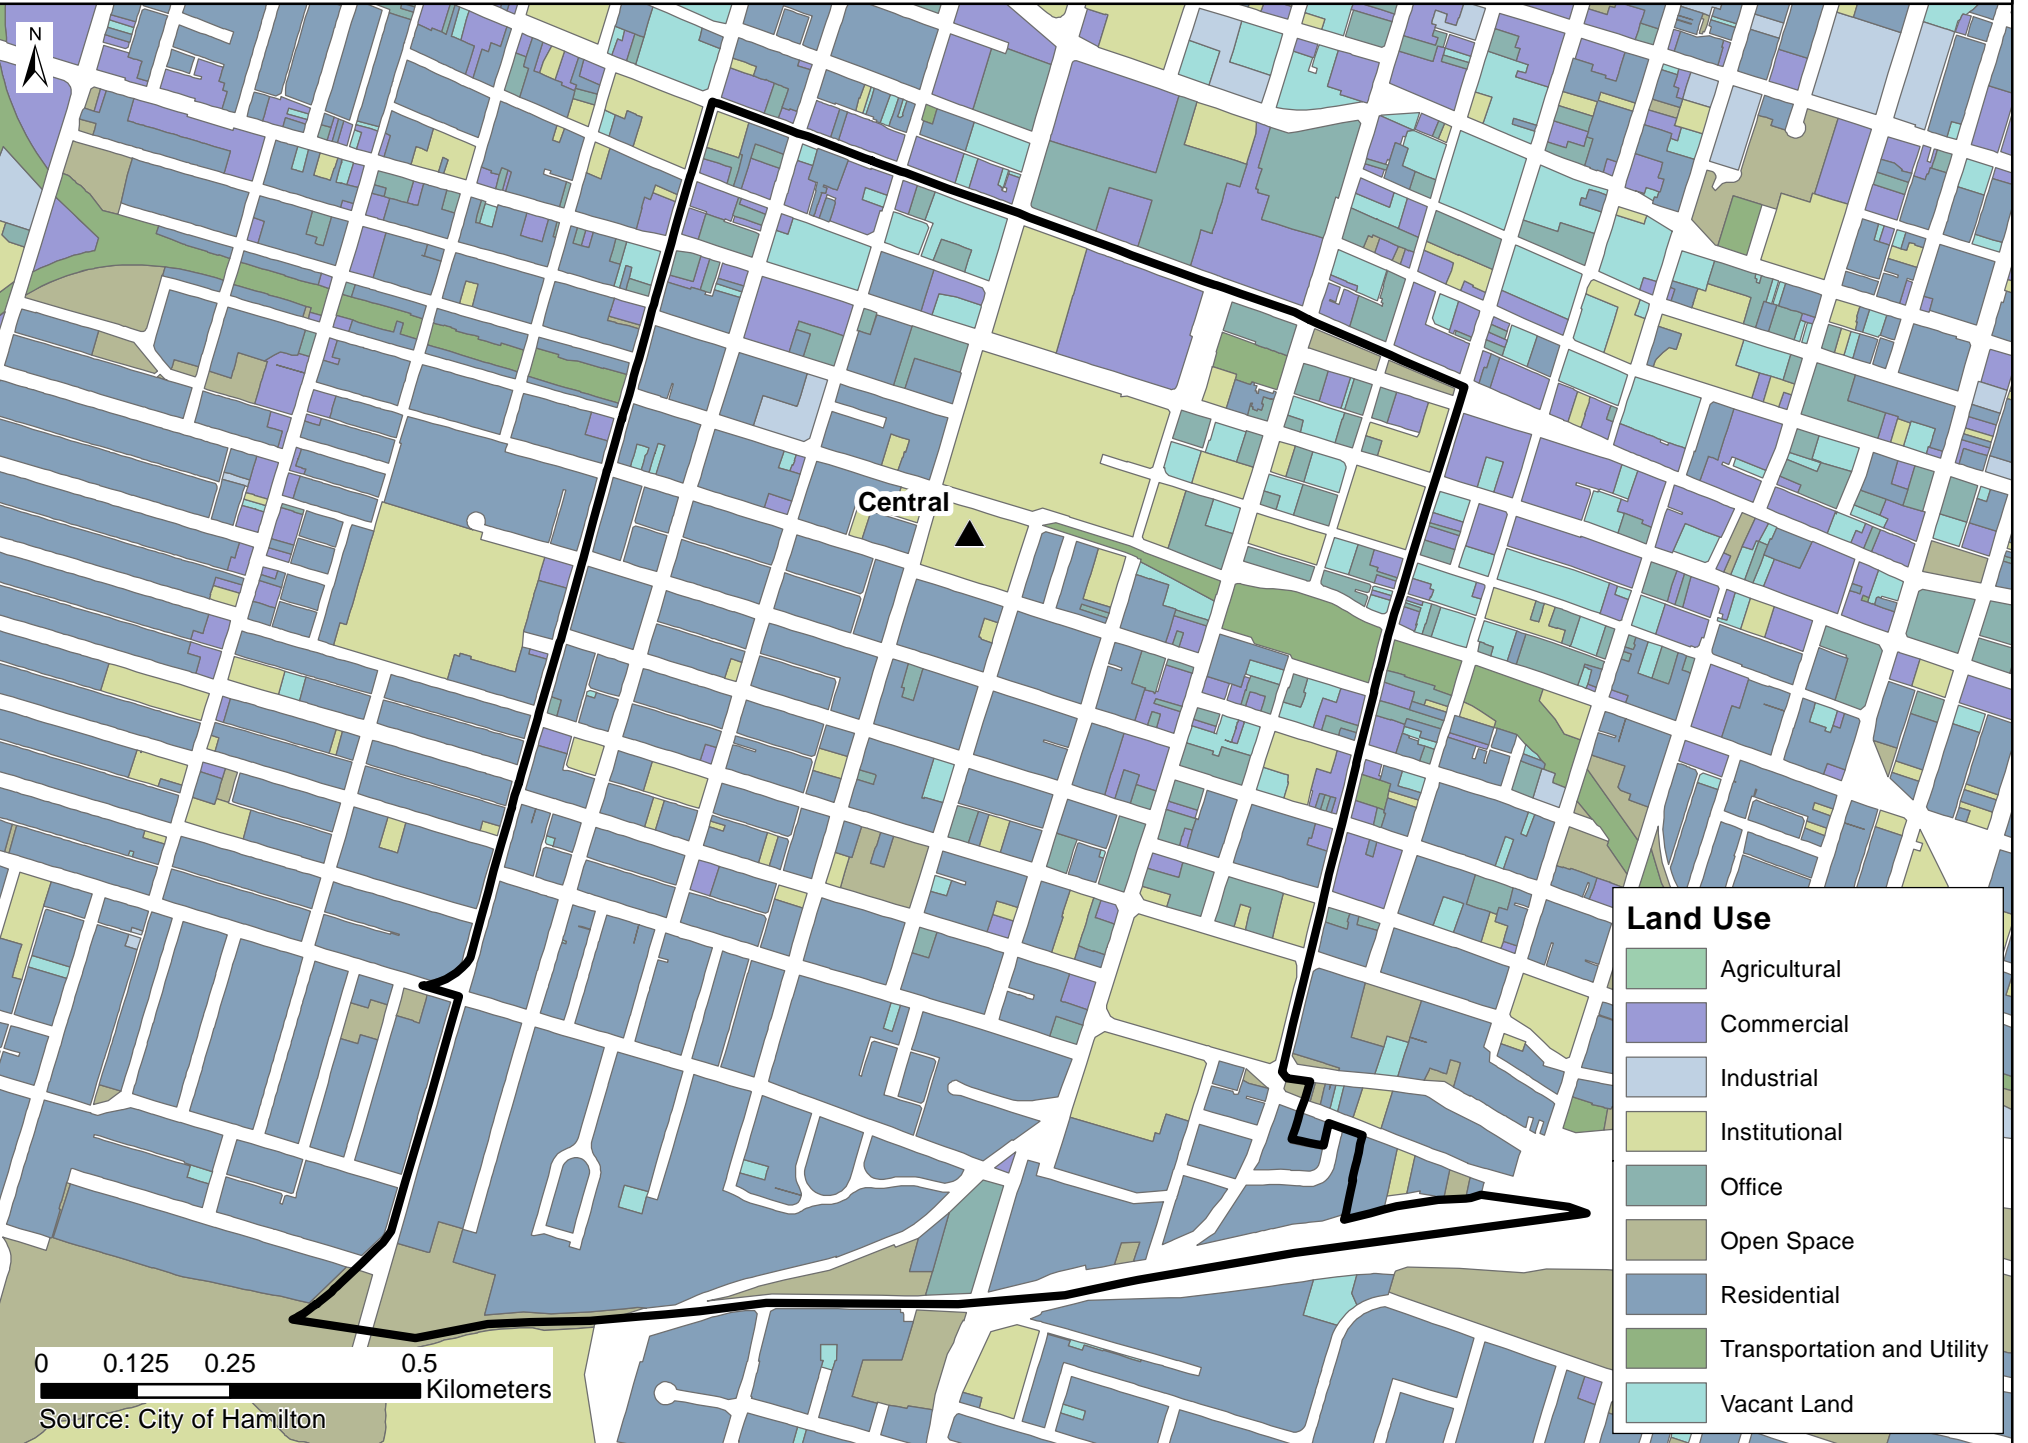 N
Central
Land Use
Agricultural
Commercial
Industrial
Institutional
Office
Open Space
Residential
Transportation and Utility
Vacant Land
0 0.125 0.25 0.5
Kilometers
Source: City of Hamilton